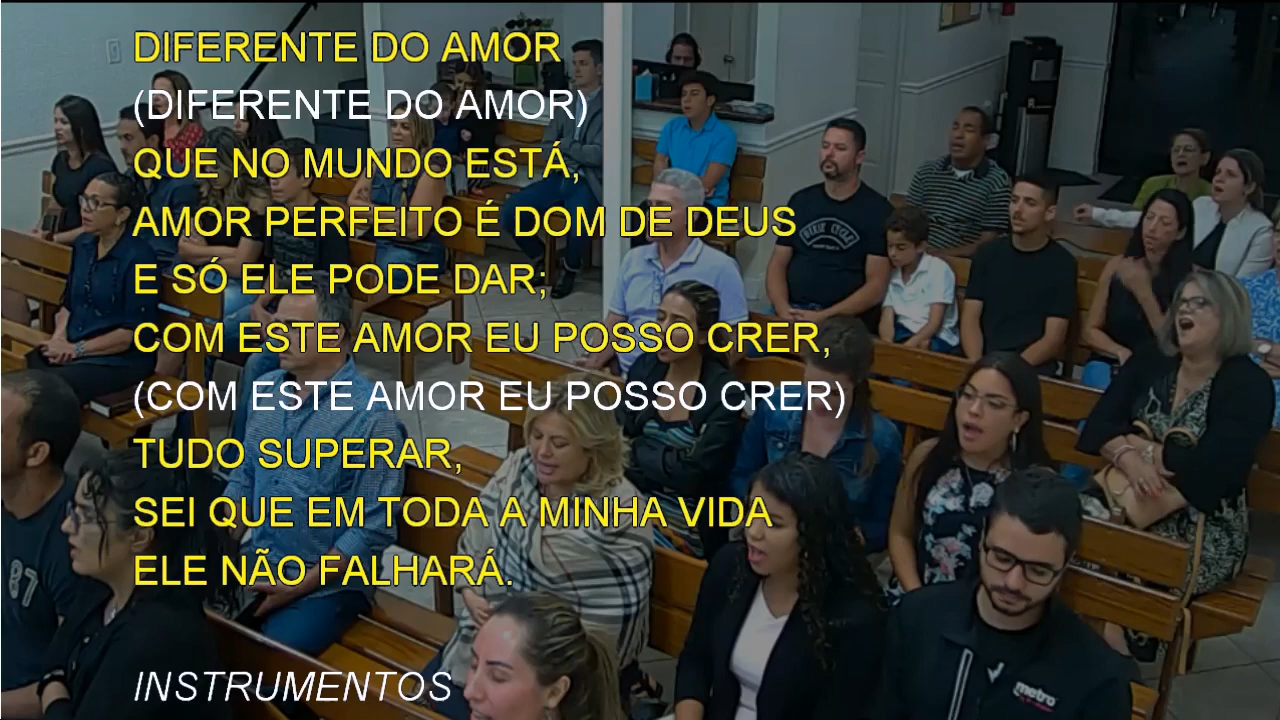 DIFERENTE DO AMOR
(DIFERENTE DO AMOR)
QUE NO MUNDO ESTÁ,
AMOR PERFEITO É DOM DE DEUS
E SÓ ELE PODE DAR;
COM ESTE AMOR EU POSSO CRER,
(COM ESTE AMOR EU POSSO CRER)
TUDO SUPERAR,
SEI QUE EM TODA A MINHA VIDA
ELE NÃO FALHARÁ.
87
INSTRUMENTOS
metro